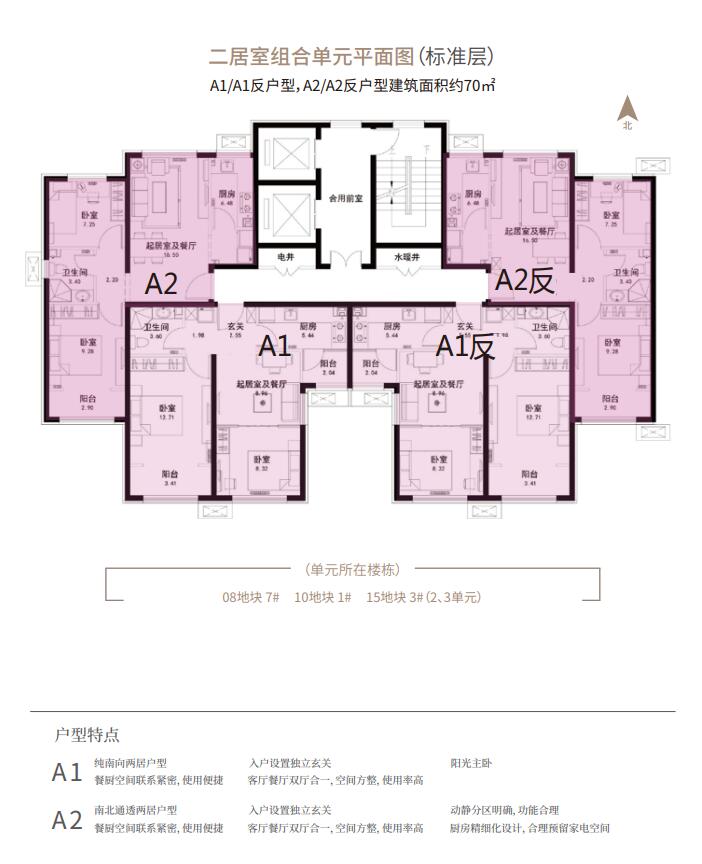 二居室组合单元平面图(标准层)
A1/A1反户型，A2/A2反户型建筑面积约70㎡
北
卧室
7.25
厨房
6.48
合用前室
厨房
6.48
卧室
7.25
起居室及餐厅
16.50
起居室及餐厅
16.50
电井
水暖井
卫生间
3.40
2.20
A2
A2反
2.20
卫生间
3.40
卫生间
3.60
1.98
玄关
2.55
厨房
5.44
厨房
5.44
玄关
1.98
卫生间
3.60
A1
A1反
卧室
9.28
阳台
2.04
阳台
2.04
卧室
9.28
起居室及餐厅
8.96
起居室及餐厅
8.96
阳台
2.90
卧室
12.71
卧室
12.71
阳台
2.90
卧室
8.32
卧室
8.32
阳台
3.41
阳台
3.41
(单元所在楼栋)
08地块 7# 10地块 1# 15地块 3#(2、3单元)
户型特点
A1
纯南向两居户型 入户设置独立玄关 阳光主卧
餐厨空间联系紧密, 使用便捷 客厅餐厅双厅合一, 空间方整, 使用率高
A2
南北通透两居户型 入户设置独立玄关 动静分区明确, 功能合理
餐厨空间联系紧密, 使用便捷 客厅餐厅双厅合一, 空间方整, 使用率高 厨房精细化设计, 合理预留家电空间